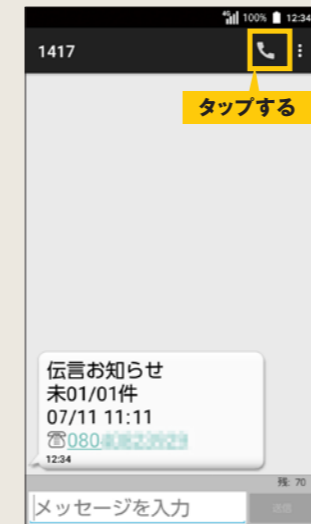 4G 100% 12:34
1417
タップする
伝言お知らせ
未01/01件
07/11 11:11
☎080
12:34
残: 70
メッセージを入力
送信